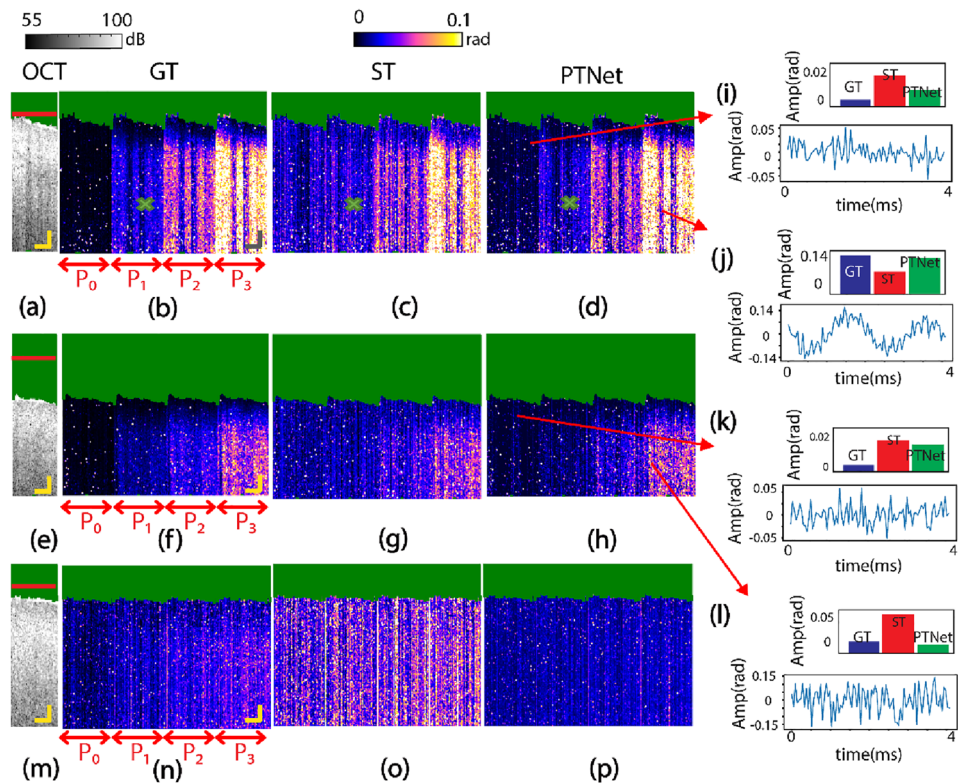 55 100
dB
0 0.1
rad
OCT GT ST PTNet
P0 P1 P2 P3
(a) (b) (c) (d)
P0 P1 P2 P3
(e) (f) (g) (h)
P0 P1 P2 P3
(m) (n) (o) (p)
(i)
Amp(rad)
0.02
0
GT ST PTNet
Amp(rad)
0.05
0
-0.05
0 4
time(ms)
(j)
Amp(rad)
0.14
0
GT ST PTNet
Amp(rad)
0.14
0
-0.14
0 4
time(ms)
(k)
Amp(rad)
0.02
0
GT ST PTNet
Amp(rad)
0.05
0
-0.05
0 4
time(ms)
(l)
Amp(rad)
0.05
0
GT ST PTNet
Amp(rad)
0.15
0
-0.15
0 4
time(ms)